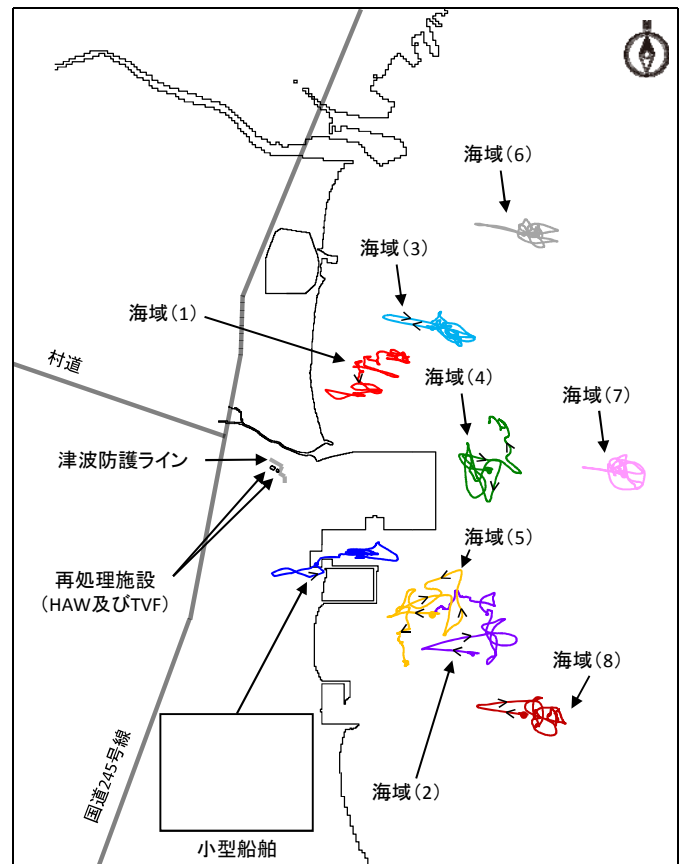 海域(6)
海域(3)
海域(1)
村道
海域(4)
海域(7)
津波防護ライン
海域(5)
再処理施設
(HAW及びTVF)
海域(8)
国道245号線
海域(2)
小型船舶